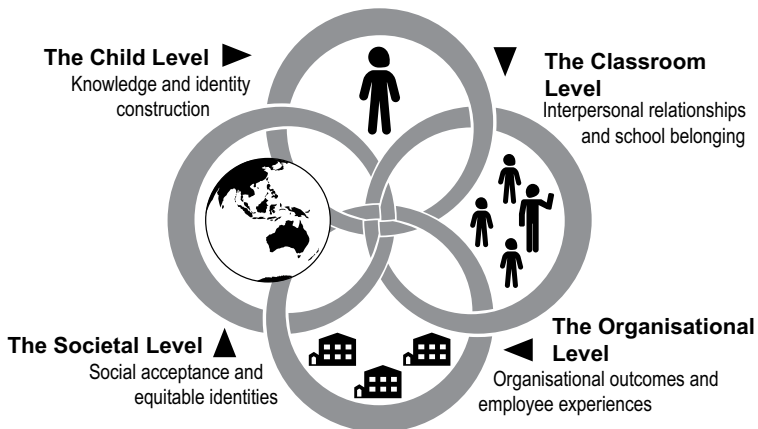 The Child Level
Knowledge and identity
construction
The Classroom
Level
Interpersonal relationships
and school belonging
The Societal Level
Social acceptance and
equitable identities
The Organisational
Level
Organisational outcomes and
employee experiences